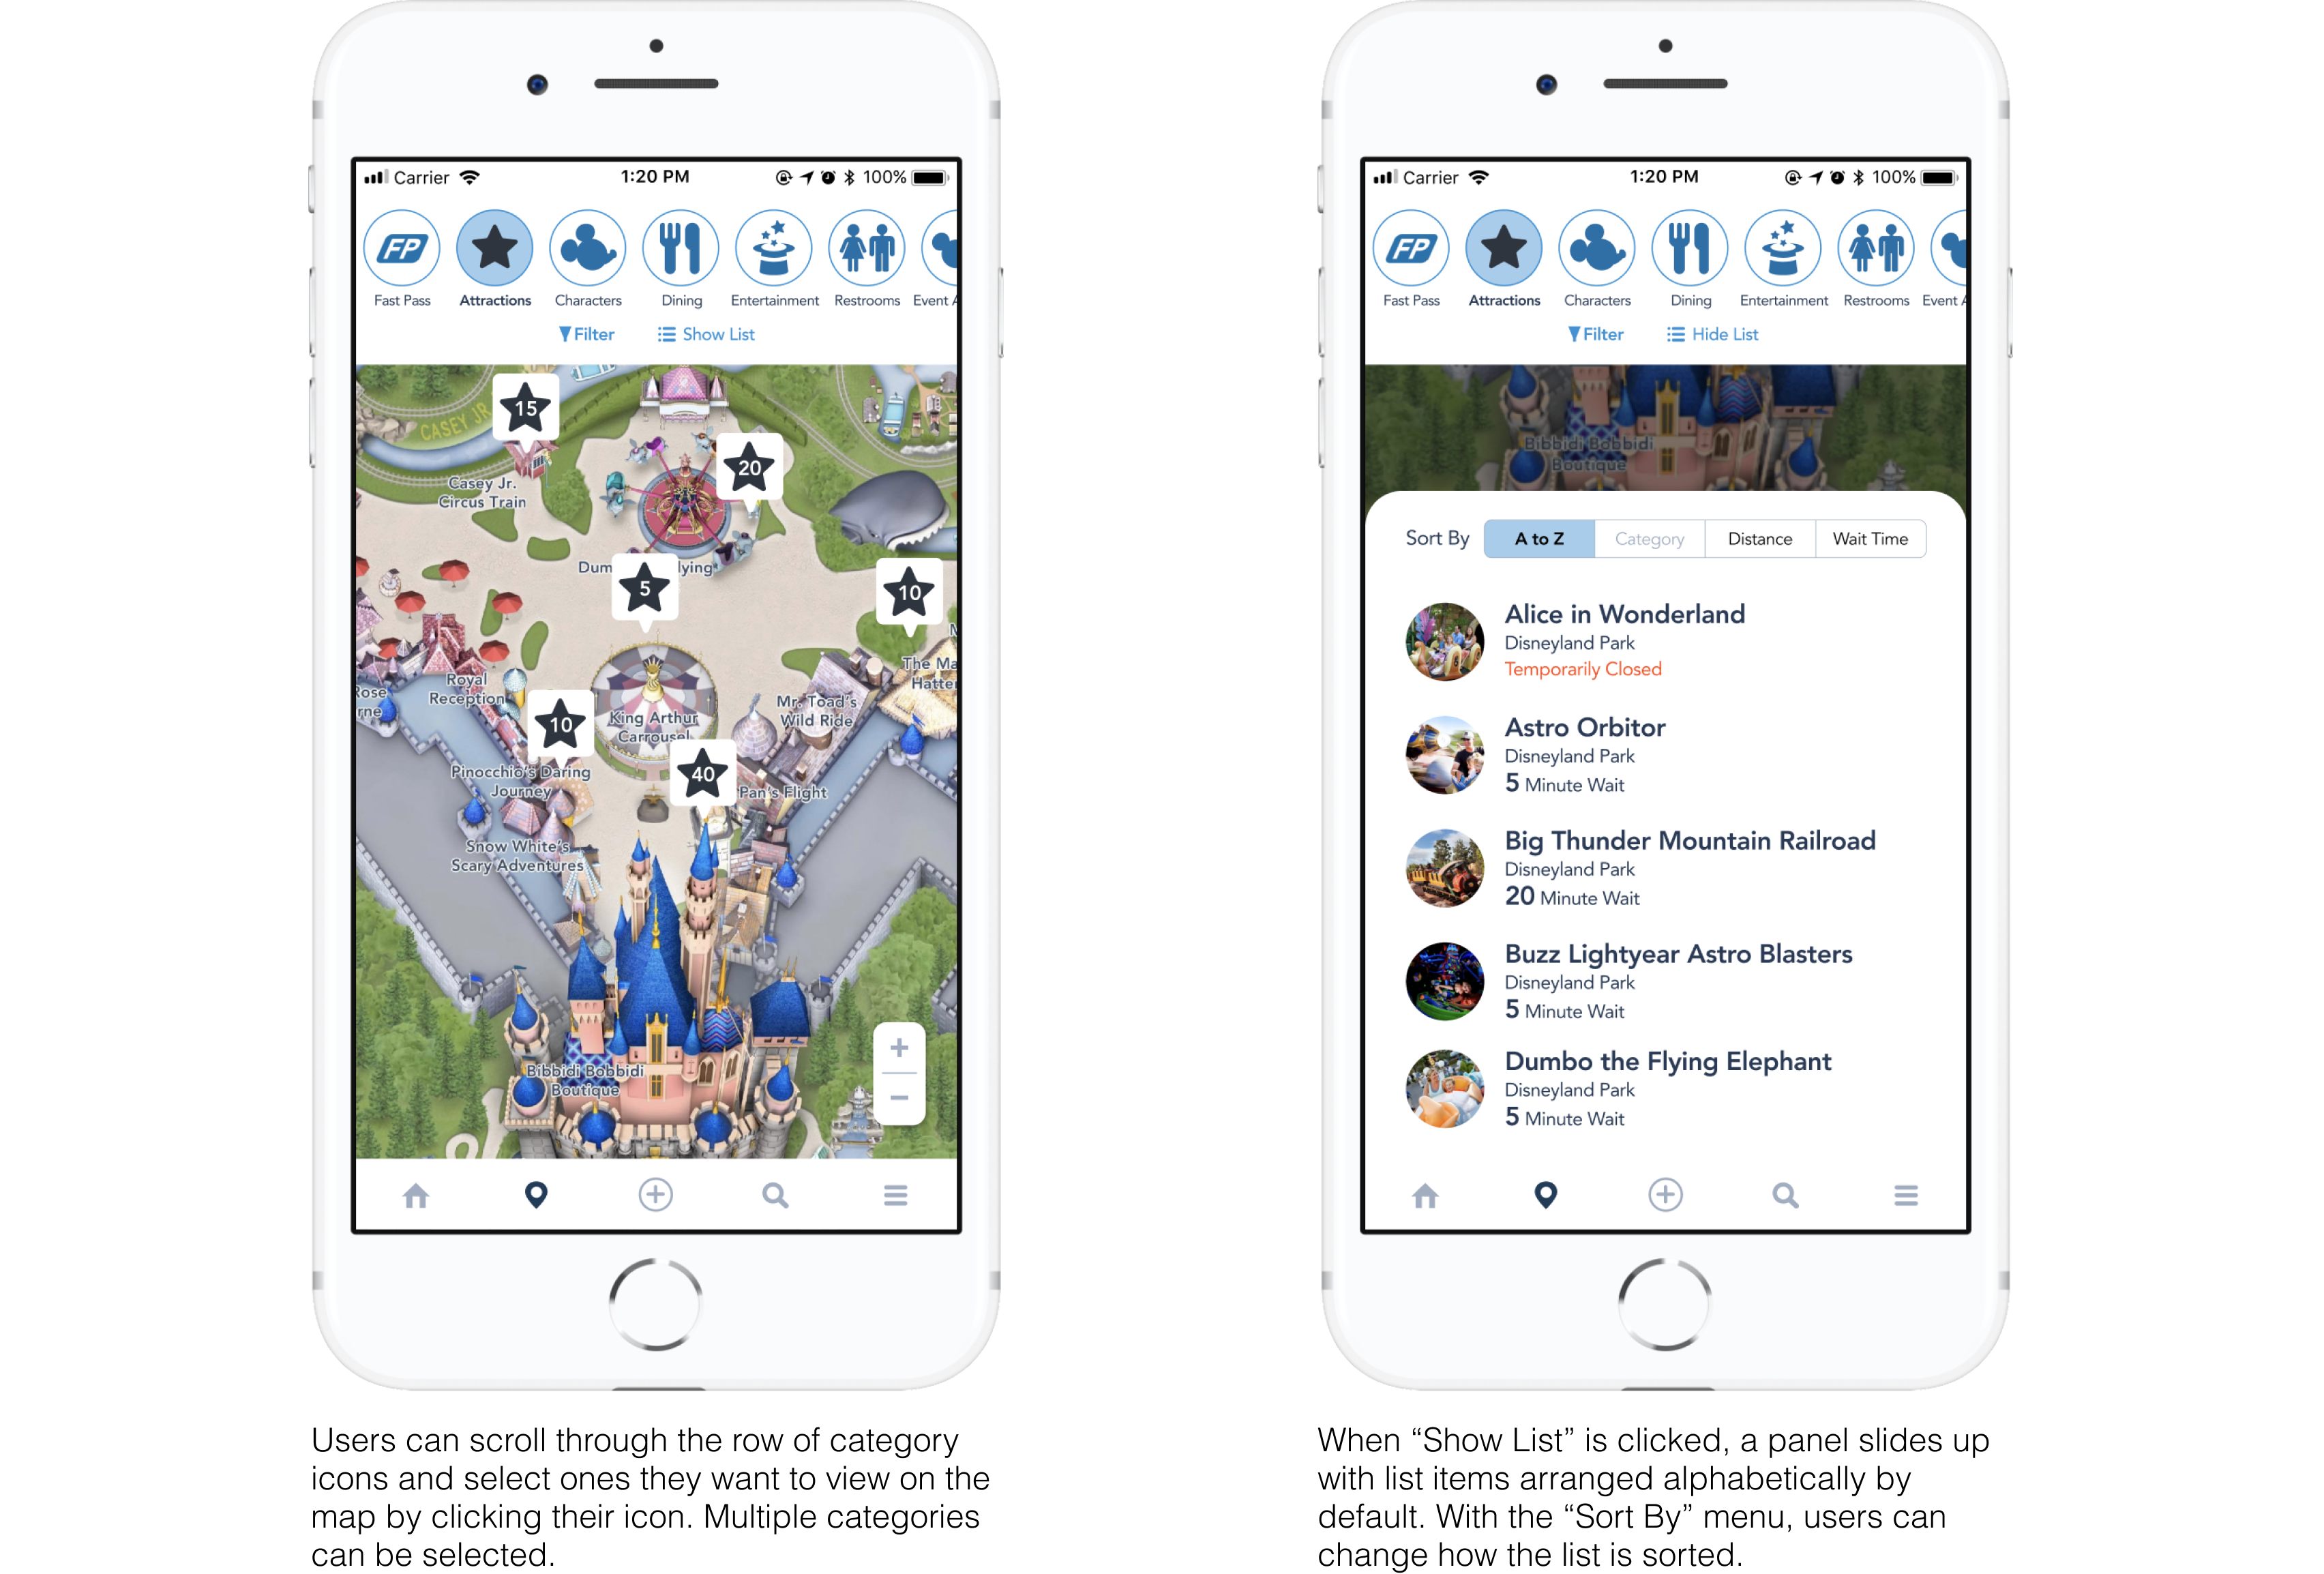 Carrier
1:20 PM
100%
FP
Fast Pass
Attractions
Characters
Dining
Entertainment
Restrooms
Event A
Filter
Show List
15
CASEY JR
20
Casey Jr.
Circus Train
Dum
lying
5
10
The Ma
Hatte
Royal
Reception
Rose
rne
10
King Arthur
Carrousel
Mr. Toad's
Wild Ride
40
Pinocchio's Daring
Journey
Pan's Flight
Snow White's
Scary Adventures
Bibbidi Bobbidi
Boutique
+
−
Users can scroll through the row of category
icons and select ones they want to view on the
map by clicking their icon. Multiple categories
can be selected.
Carrier
1:20 PM
100%
FP
Fast Pass
Attractions
Characters
Dining
Entertainment
Restrooms
Event A
Filter
Hide List
Bibbidi Bobbidi
Boutique
Sort By
A to Z
Category
Distance
Wait Time
Alice in Wonderland
Disneyland Park
Temporarily Closed
Astro Orbitor
Disneyland Park
5 Minute Wait
Big Thunder Mountain Railroad
Disneyland Park
20 Minute Wait
Buzz Lightyear Astro Blasters
Disneyland Park
5 Minute Wait
Dumbo the Flying Elephant
Disneyland Park
5 Minute Wait
When “Show List” is clicked, a panel slides up
with list items arranged alphabetically by
default. With the “Sort By” menu, users can
change how the list is sorted.